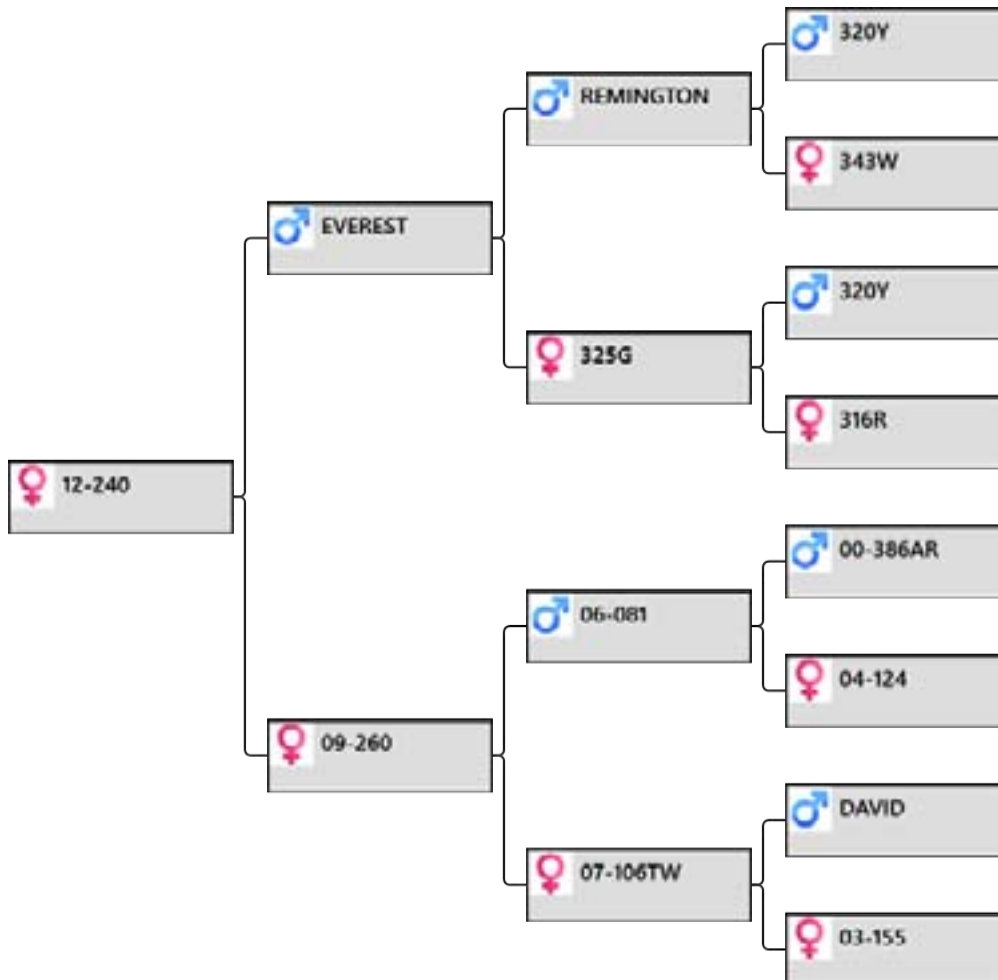 320Y
REMINGTON
343W
EVEREST
320Y
325G
316R
12-240
00-386AR
06-081
04-124
09-260
DAVID
07-106TW
03-155